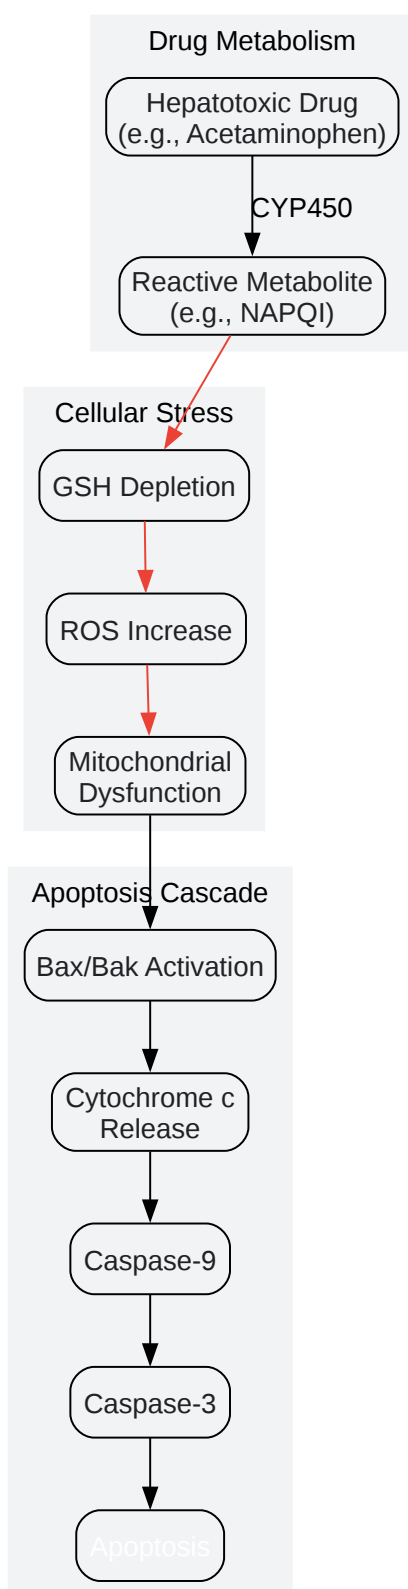 Drug Metabolism
Hepatotoxic Drug
(e.g., Acetaminophen)
CYP450
Reactive Metabolite
(e.g., NAPQI)
Cellular Stress
GSH Depletion
ROS Increase
Mitochondrial
Dysfunction
Apoptosis Cascade
Bax/Bak Activation
Cytochrome c
Release
Caspase-9
Caspase-3
Apoptosis